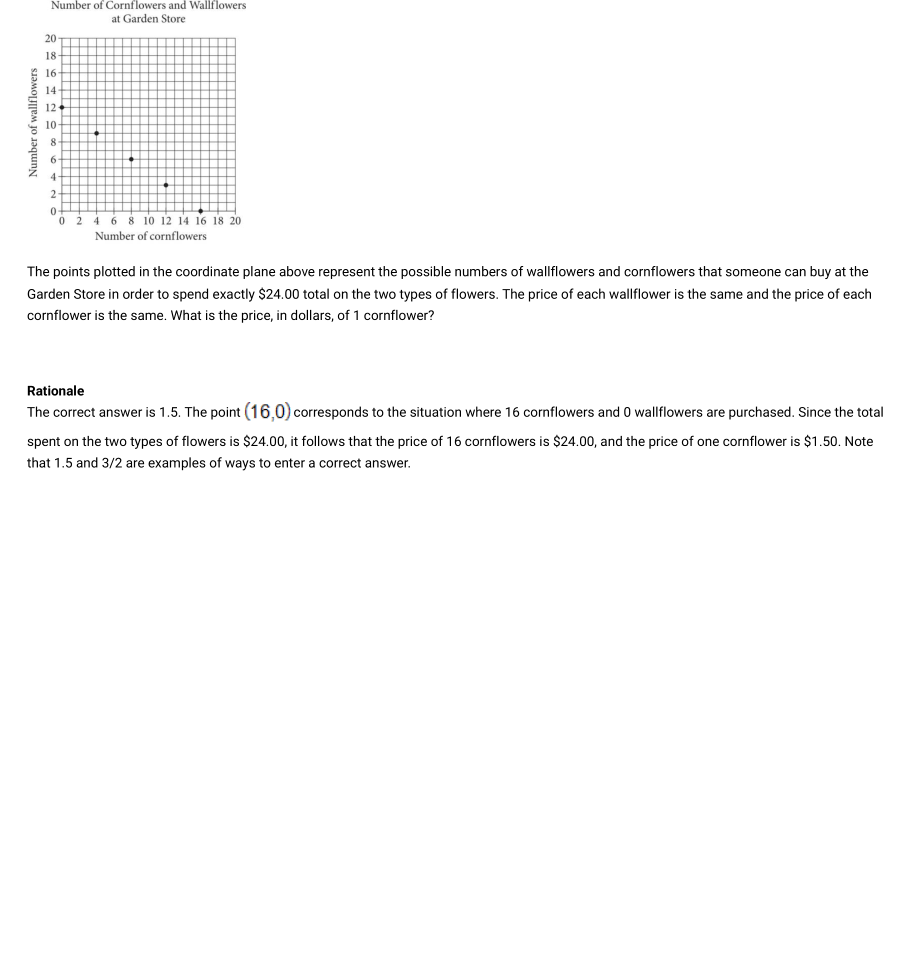 Number of Cornflowers and Wallflowers
at Garden Store
Number of wallflowers
20
18
16
14
12
10
8
6
4
2
0
0 2 4 6 8 10 12 14 16 18 20
Number of cornflowers
The points plotted in the coordinate plane above represent the possible numbers of wallflowers and cornflowers that someone can buy at the
Garden Store in order to spend exactly $24.00 total on the two types of flowers. The price of each wallflower is the same and the price of each
cornflower is the same. What is the price, in dollars, of 1 cornflower?
Rationale
The correct answer is 1.5. The point (16,0) corresponds to the situation where 16 cornflowers and 0 wallflowers are purchased. Since the total
spent on the two types of flowers is $24.00, it follows that the price of 16 cornflowers is $24.00, and the price of one cornflower is $1.50. Note
that 1.5 and 3/2 are examples of ways to enter a correct answer.